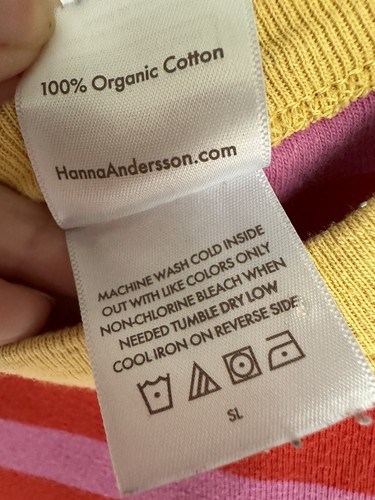 100% Organic Cotton
HannaAndersson.com
MACHINE WASH COLD INSIDE
OUT WITH LIKE COLORS ONLY
NON-CHLORINE BLEACH WHEN
NEEDED TUMBLE DRY LOW
COOL IRON ON REVERSE SIDE
SL